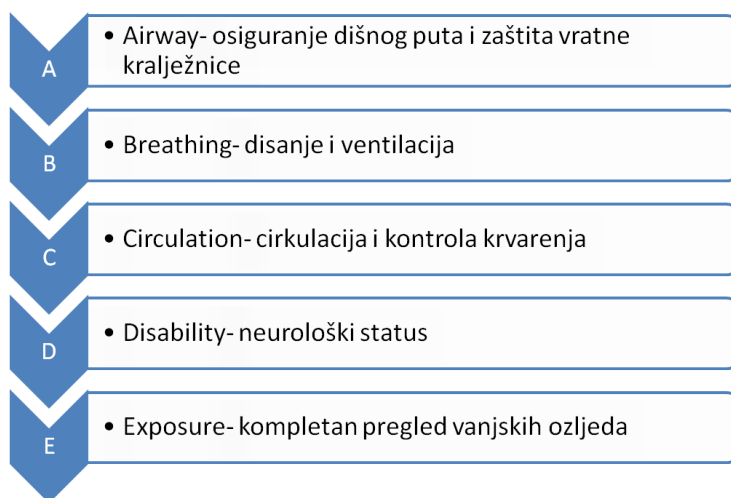 A
• Airway- osiguranje dišnog puta i zaštita vratne
kralježnice
B
• Breathing- disanje i ventilacija
C
• Circulation- cirkulacija i kontrola krvarenja
D
• Disability- neurološki status
E
• Exposure- kompletan pregled vanjskih ozljeda